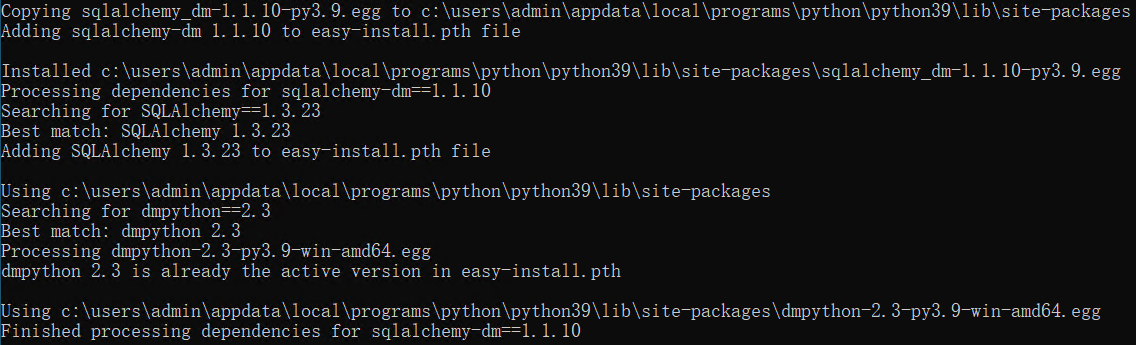 Copying sqlalchemy_dm-1.1.10-py3.9.egg to c:\users\admin\appdata\local\programs\python\python39\lib\site-packages
Adding sqlalchemy-dm 1.1.10 to easy-install.pth file
Installed c:\users\admin\appdata\local\programs\python\python39\lib\site-packages\sqlalchemy_dm-1.1.10-py3.9.egg
Processing dependencies for sqlalchemy-dm==1.1.10
Searching for SQLAlchemy==1.3.23
Best match: SQLAlchemy 1.3.23
Adding SQLAlchemy 1.3.23 to easy-install.pth file
Using c:\users\admin\appdata\local\programs\python\python39\lib\site-packages
Searching for dmpython==2.3
Best match: dmpython 2.3
Processing dmpython-2.3-py3.9-win-amd64.egg
dmpython 2.3 is already the active version in easy-install.pth
Using c:\users\admin\appdata\local\programs\python\python39\lib\site-packages\dmpython-2.3-py3.9-win-amd64.egg
Finished processing dependencies for sqlalchemy-dm==1.1.10